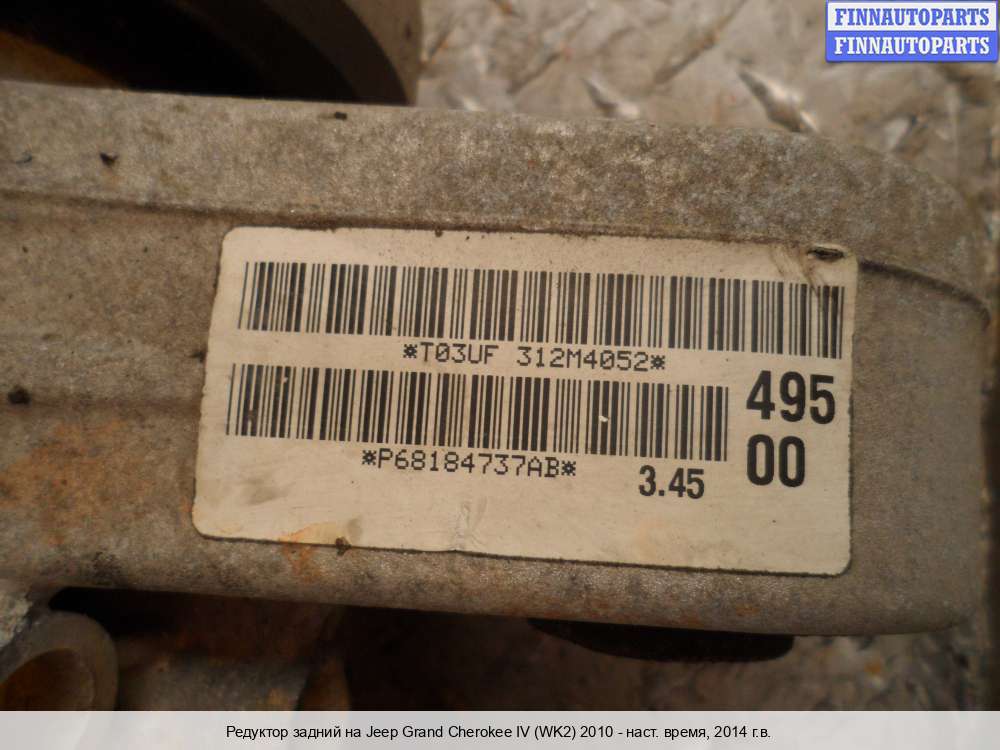 FINNAUTOPARTS
FINNAUTOPARTS
*T03UF 312M4052*
495
*P68184737AB*
3.45
00
Редуктор задний на Jeep Grand Cherokee IV (WK2) 2010 - наст. время, 2014 г.в.